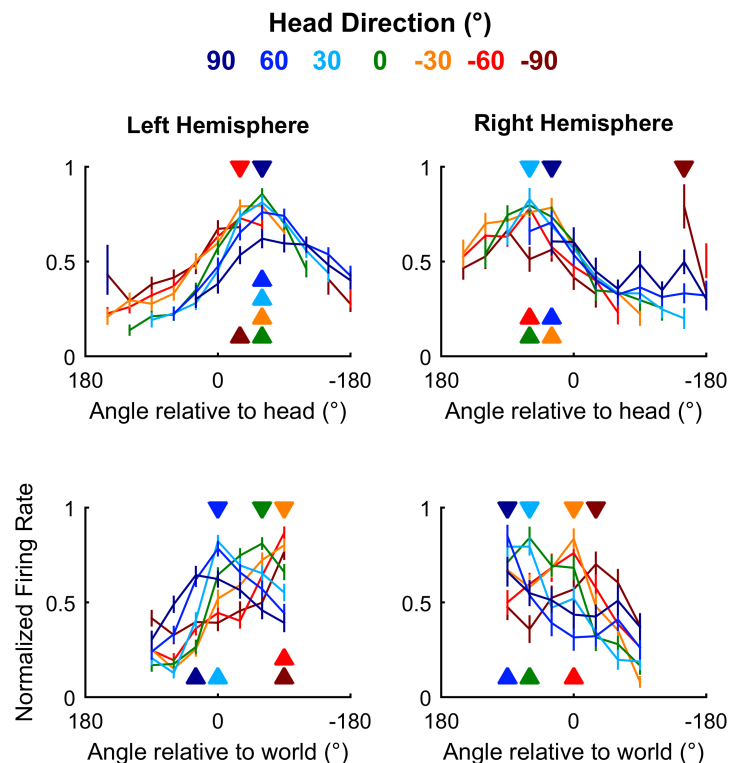 Head Direction (°)
90 60 30 0 -30 -60 -90
Left Hemisphere
Right Hemisphere
1
0.5
0
180 0 -180
Angle relative to head (°)
1
0.5
0
180 0 -180
Angle relative to head (°)
Normalized Firing Rate
1
0.5
0
180 0 -180
Angle relative to world (°)
1
0.5
0
180 0 -180
Angle relative to world (°)